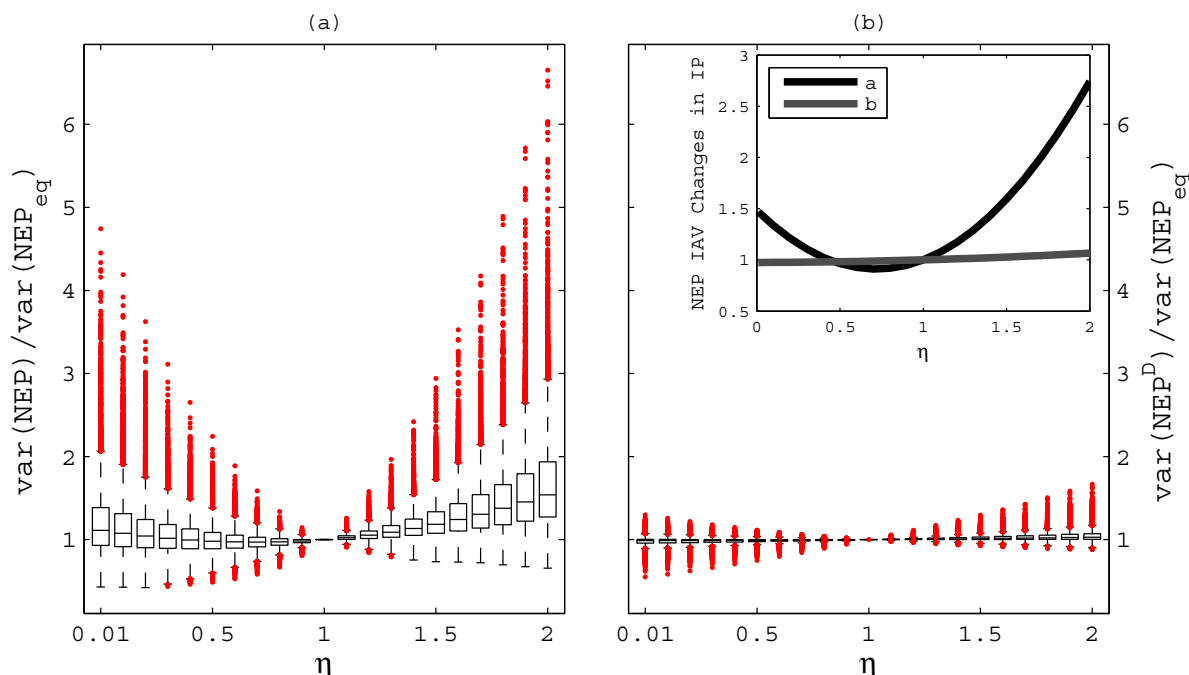 (a)
var(NEP)/var(NEPeq)
6
5
4
3
2
1
0.01 0.5 1 1.5 2
η
(b)
NEP IAV Changes in IP
3
2.5
2
1.5
1
0.5
0 0.5 1 1.5 2
η
a
b
6
5
4
3
2
1
var(NEP^D)/var(NEPeq)
0.01 0.5 1 1.5 2
η